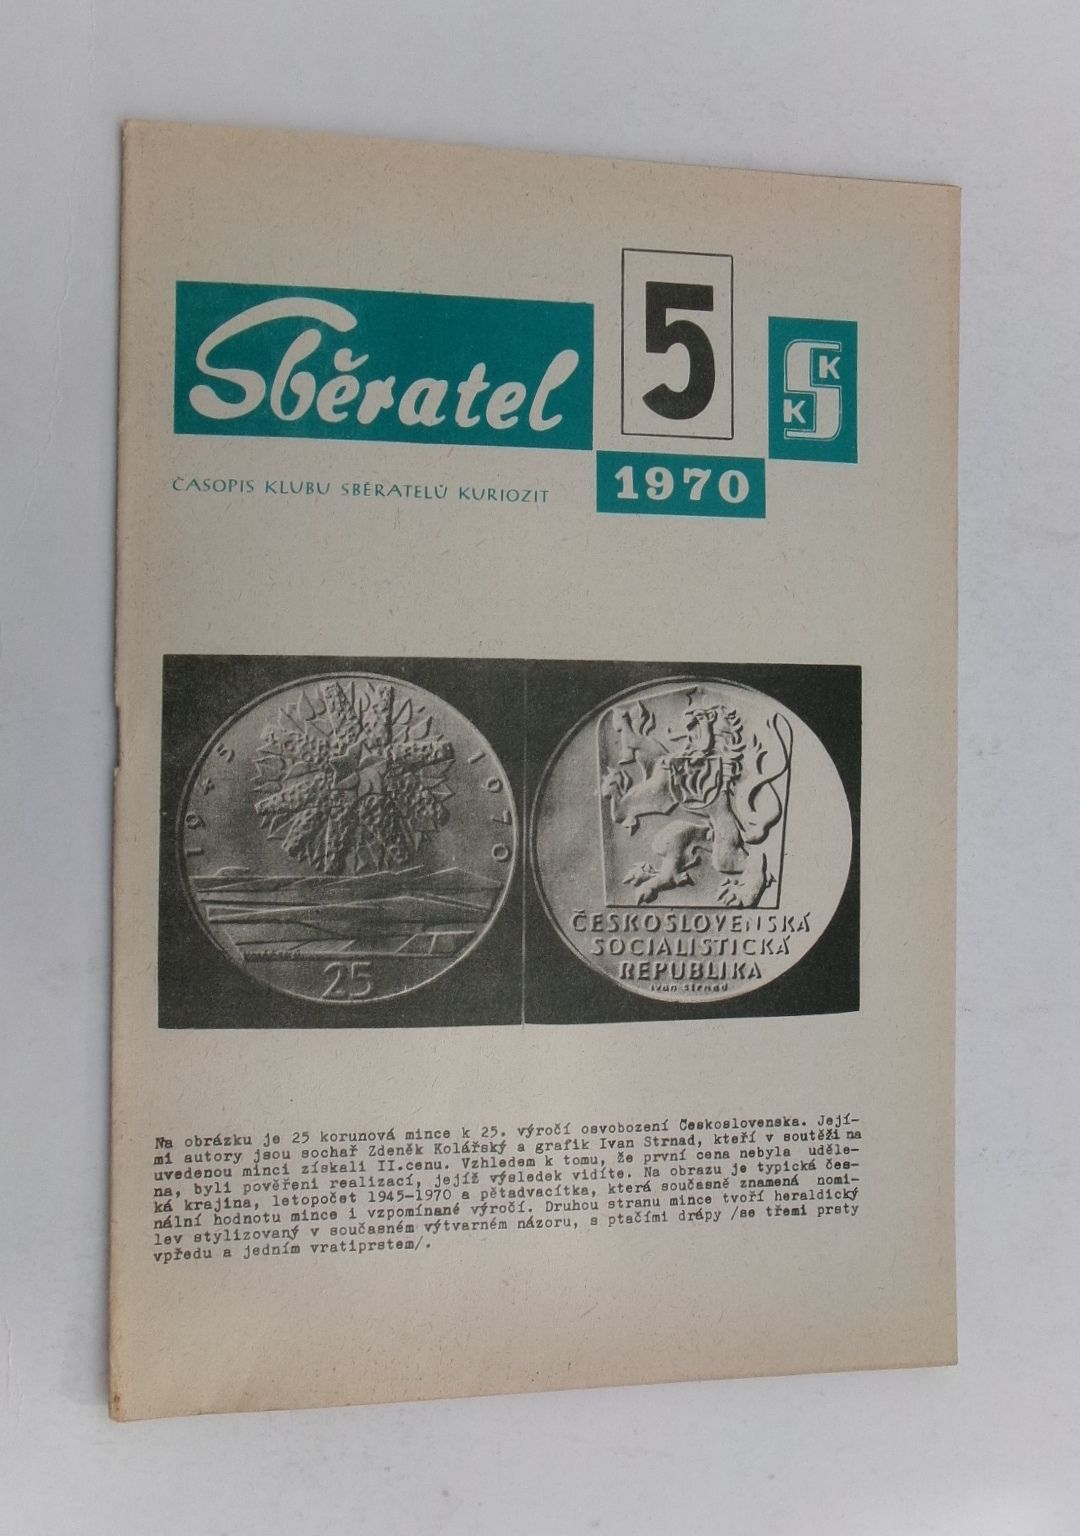 Sběratel
5
SKK
1970
ČASOPIS KLUBU SBĚRATELŮ KURIOZIT
1945 1970
KOLÁŘSKÝ
25
ČESKOSLOVENSKÁ
SOCIALISTICKÁ
REPUBLIKA
Ivan Strnad
Na obrázku je 25 korunová mince k 25. výročí osvobození Československa. Její-
mi autory jsou sochař Zdeněk Kolářský a grafik Ivan Strnad, kteří v soutěži na
uvedenou minci získali II.cenu. Vzhledem k tomu, že první cena nebyla uděle-
na, byli pověřeni realizací, jejíž výsledek vidíte. Na obrazu je typická čes-
ká krajina, letopočet 1945-1970 a pětadvacítka, která současně znamená nomi-
nální hodnotu mince i vzpomínané výročí. Druhou stranu mince tvoří heraldický
lev stylizovaný v současném výtvarném názoru, s ptačími drápy /se třemi prsty
vpředu a jedním vratiprstem/.